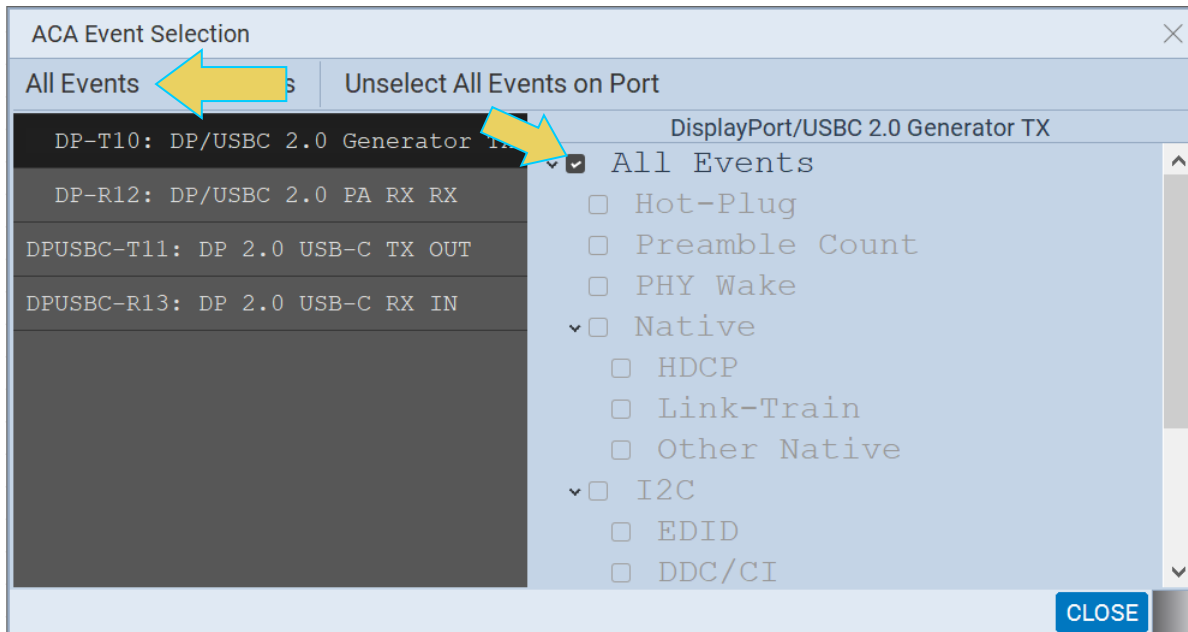 ACA Event Selection
All Events
Unselect All Events on Port
DP-T10: DP/USBC 2.0 Generator TX
DP-R12: DP/USBC 2.0 PA RX RX
DPUSBC-T11: DP 2.0 USB-C TX OUT
DPUSBC-R13: DP 2.0 USB-C RX IN
DisplayPort/USBC 2.0 Generator TX
All Events
Hot-Plug
Preamble Count
PHY Wake
Native
HDCP
Link-Train
Other Native
I2C
EDID
DDC/CI
CLOSE